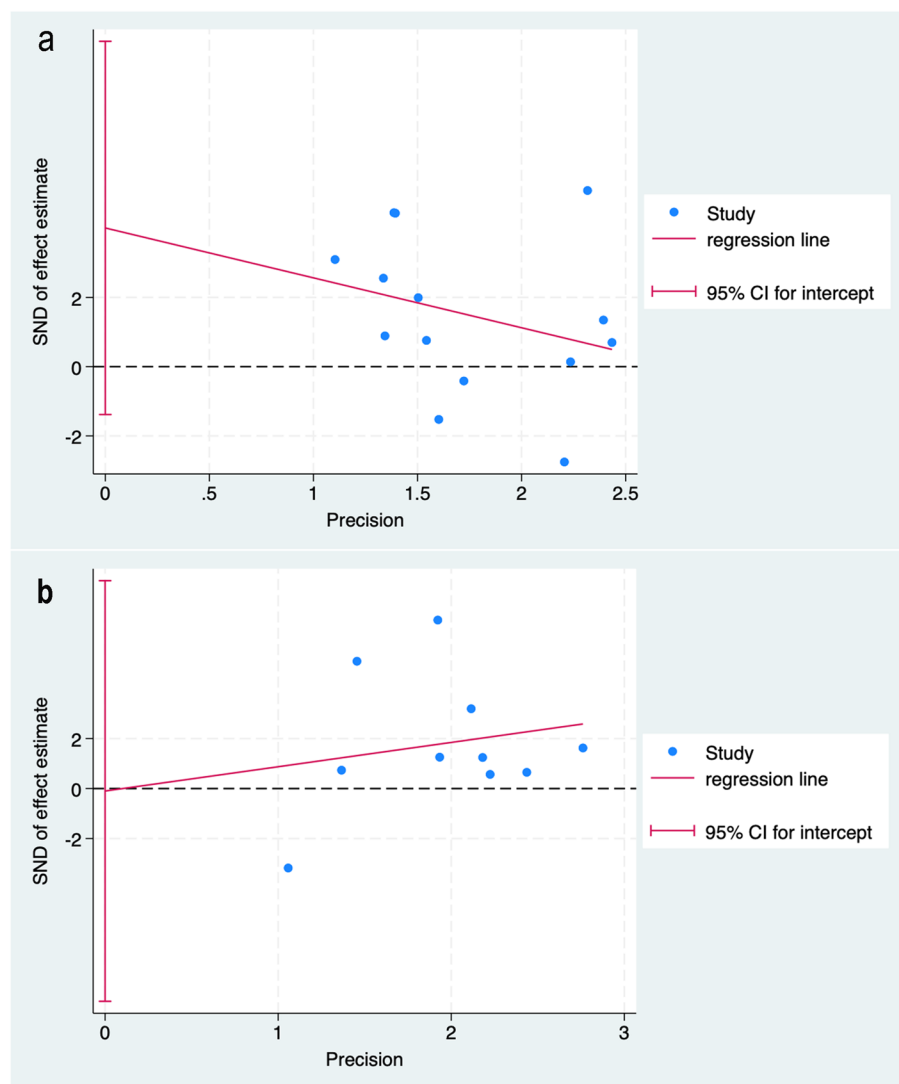 a
SND of effect estimate
2
0
-2
0
.5
1
1.5
2
2.5
Precision
Study
regression line
95% CI for intercept
b
SND of effect estimate
2
0
-2
0
1
2
3
Precision
Study
regression line
95% CI for intercept